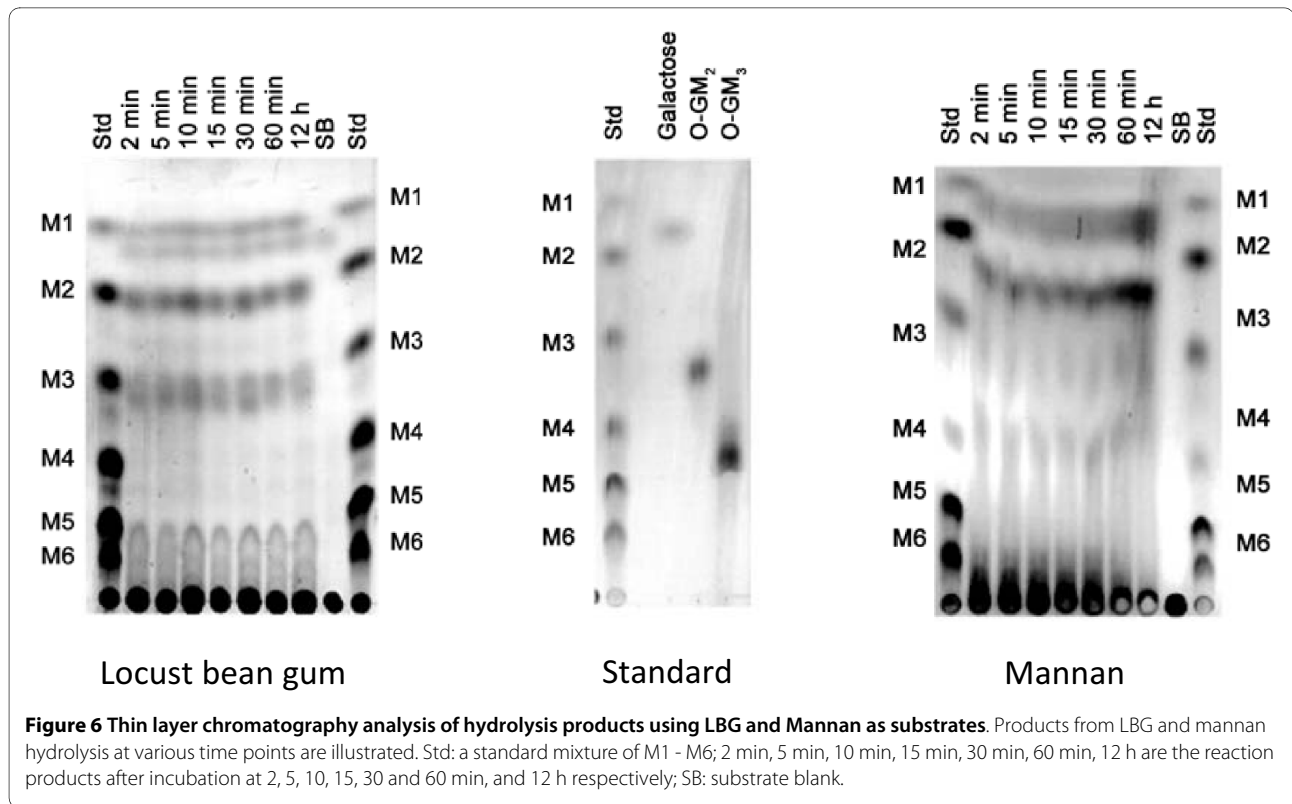 Std
2 min
5 min
10 min
15 min
30 min
60 min
12 h
SB
Std
M1
M2
M3
M4
M5
M6
M1
M2
M3
M4
M5
M6
Locust bean gum
Std
Galactose
O-GM₂
O-GM₃
M1
M2
M3
M4
M5
M6
Standard
Std
2 min
5 min
10 min
15 min
30 min
60 min
12 h
SB
Std
M1
M2
M3
M4
M5
M6
M1
M2
M3
M4
M5
M6
Mannan
Figure 6 Thin layer chromatography analysis of hydrolysis products using LBG and Mannan as substrates. Products from LBG and mannan
hydrolysis at various time points are illustrated. Std: a standard mixture of M1 - M6; 2 min, 5 min, 10 min, 15 min, 30 min, 60 min, 12 h are the reaction
products after incubation at 2, 5, 10, 15, 30 and 60 min, and 12 h respectively; SB: substrate blank.